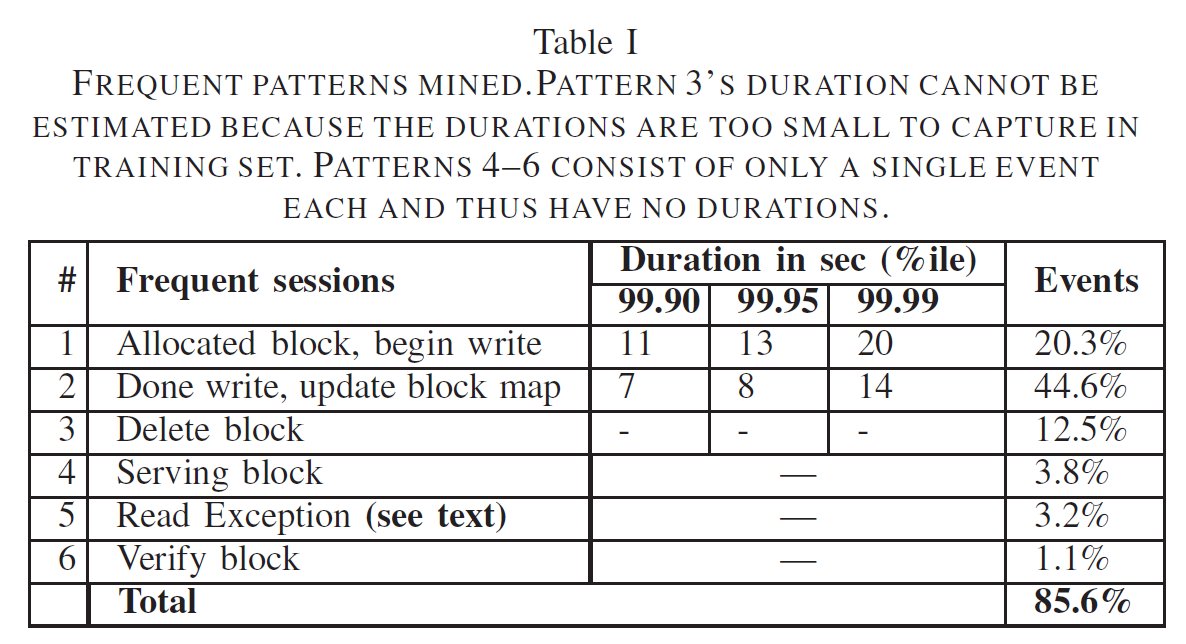 Table I
FREQUENT PATTERNS MINED.PATTERN 3'S DURATION CANNOT BE
ESTIMATED BECAUSE THE DURATIONS ARE TOO SMALL TO CAPTURE IN
TRAINING SET. PATTERNS 4–6 CONSIST OF ONLY A SINGLE EVENT
EACH AND THUS HAVE NO DURATIONS.
# Frequent sessions Duration in sec (%ile) Events
99.90 99.95 99.99
1 Allocated block, begin write 11 13 20 20.3%
2 Done write, update block map 7 8 14 44.6%
3 Delete block - - - 12.5%
4 Serving block — 3.8%
5 Read Exception (see text) — 3.2%
6 Verify block — 1.1%
Total 85.6%